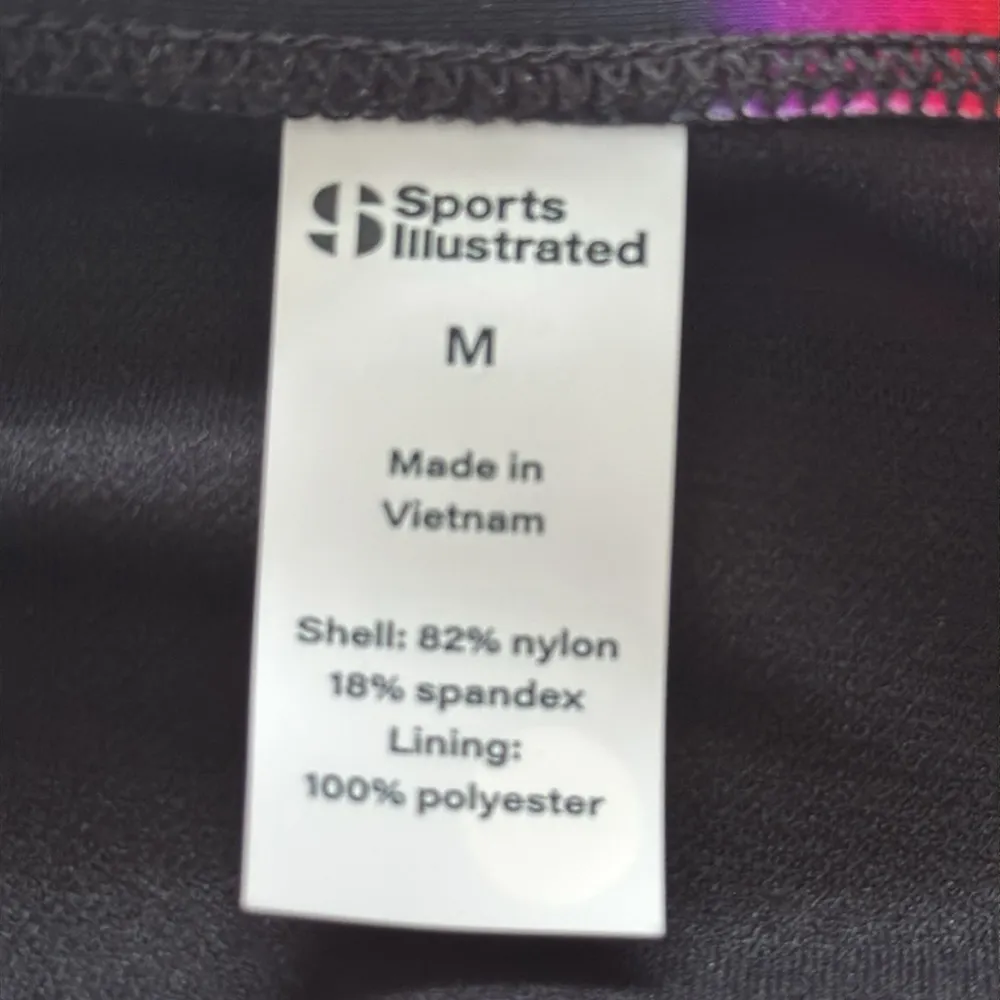 Sports
Illustrated
M
Made in
Vietnam
Shell: 82% nylon
18% spandex
Lining:
100% polyester